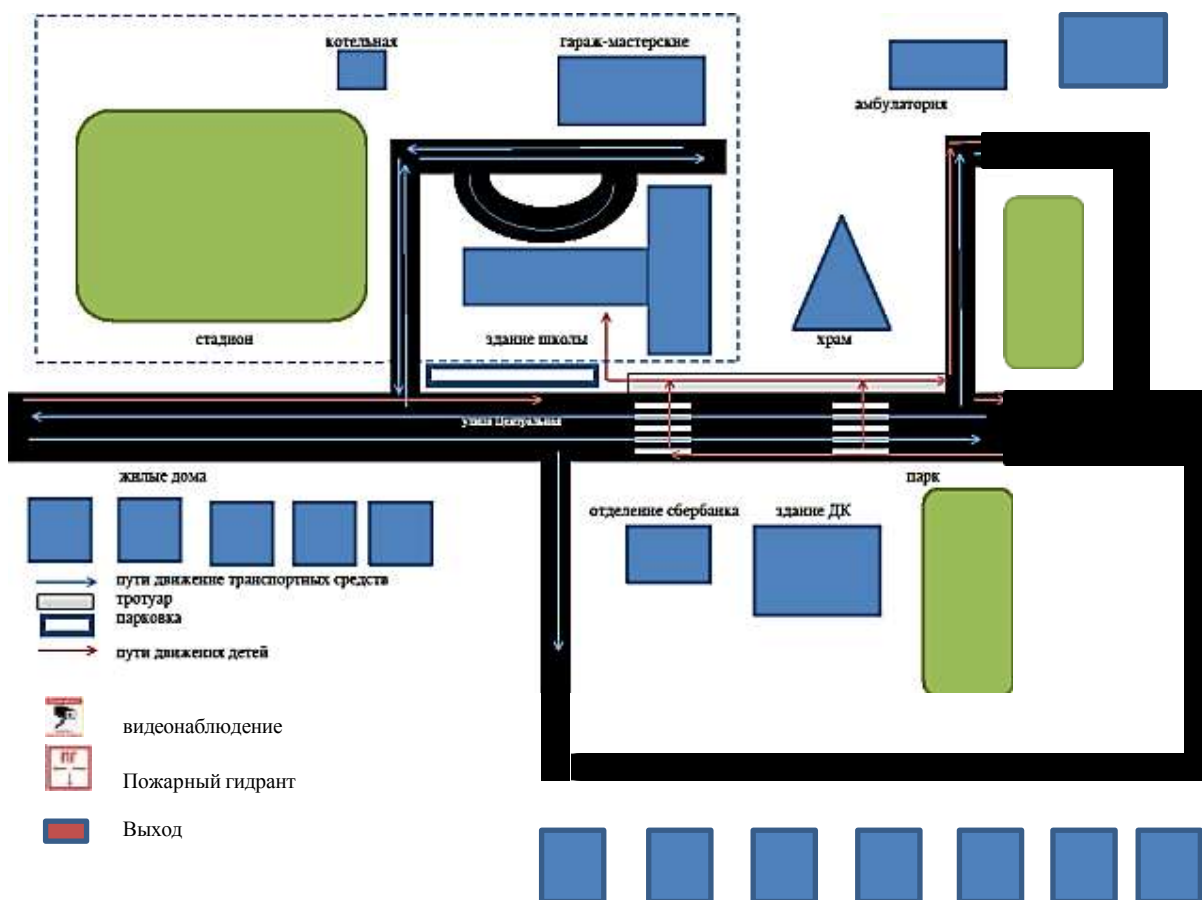 котельная
гараж-мастерские
амбулатория
стадион
здание школы
храм
улица Центральная
жилые дома
парк
отделение сбербанка
здание ДК
пути движение транспортных средств
тротуар
парковка
пути движения детей
видеонаблюдение
ПГ
Пожарный гидрант
Выход